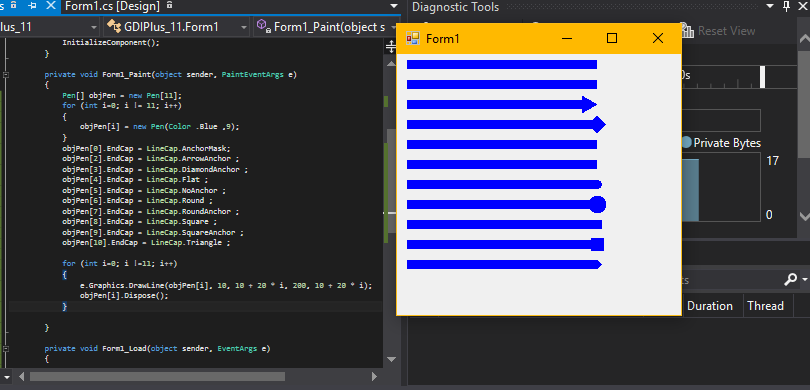 s
Form1.cs [Design]
Diagnostic Tools
lus_11
GDIPlus_11.Form1
Form1_Paint(object s
Reset View
Form1
InitializeComponent();
}
0s
private void Form1_Paint(object sender, PaintEventArgs e)
{
Pen[] objPen = new Pen[11];
for (int i=0; i != 11; i++)
{
objPen[i] = new Pen(Color .Blue ,9);
}
Private Bytes
objPen[0].EndCap = LineCap.AnchorMask;
objPen[2].EndCap = LineCap.ArrowAnchor ;
17
objPen[3].EndCap = LineCap.DiamondAnchor ;
objPen[4].EndCap = LineCap.Flat ;
objPen[5].EndCap = LineCap.NoAnchor ;
objPen[6].EndCap = LineCap.Round ;
objPen[7].EndCap = LineCap.RoundAnchor ;
0
objPen[8].EndCap = LineCap.Square ;
objPen[9].EndCap = LineCap.SquareAnchor ;
objPen[10].EndCap = LineCap.Triangle ;
for (int i=0; i !=11; i++)
{
ts
e.Graphics.DrawLine(objPen[i], 10, 10 + 20 * i, 200, 10 + 20 * i);
objPen[i].Dispose();
Duration
Thread
}
}
private void Form1_Load(object sender, EventArgs e)
{